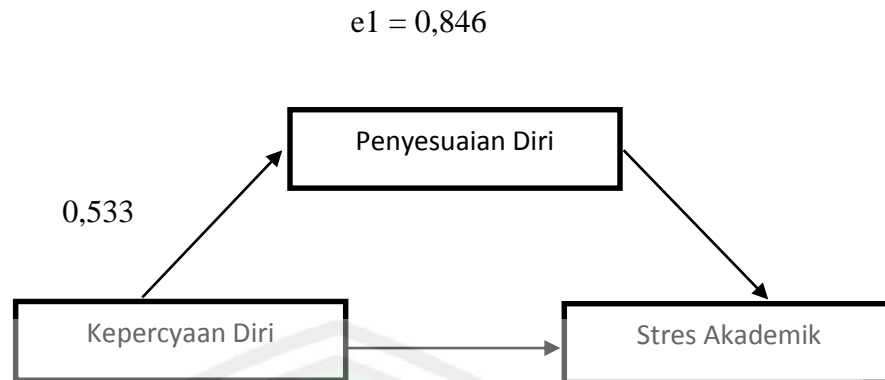 e1 = 0,846
Penyesuaian Diri
0,533
Kepercyaan Diri
Stres Akademik